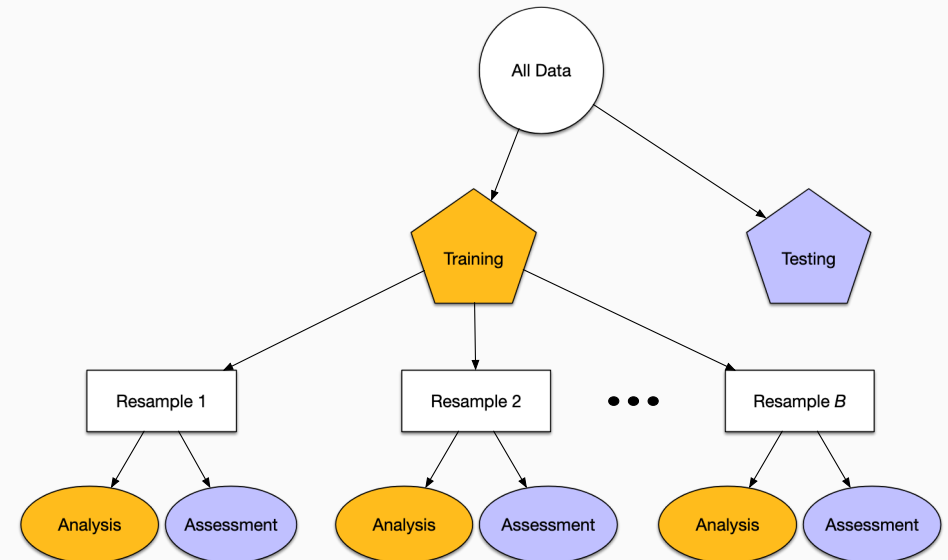 All Data
Training
Testing
Resample 1
Resample 2
Resample B
Analysis
Assessment
Analysis
Assessment
Analysis
Assessment